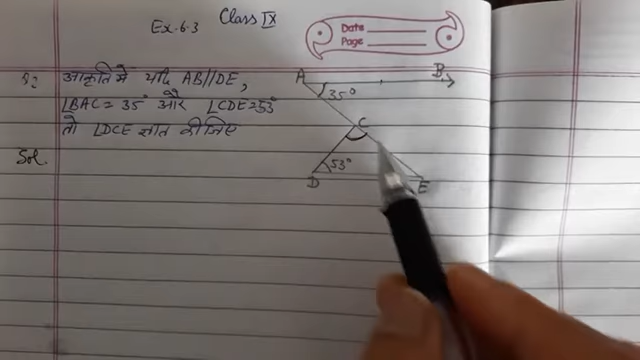 Ex-6.3 Class IX
Date
Page
Q2 आकृति में यदि AB//DE,
∠BAC = 35° और ∠CDE = 53°
तो ∠DCE ज्ञात कीजिए
Sol.
A B
35°
C
53°
D E